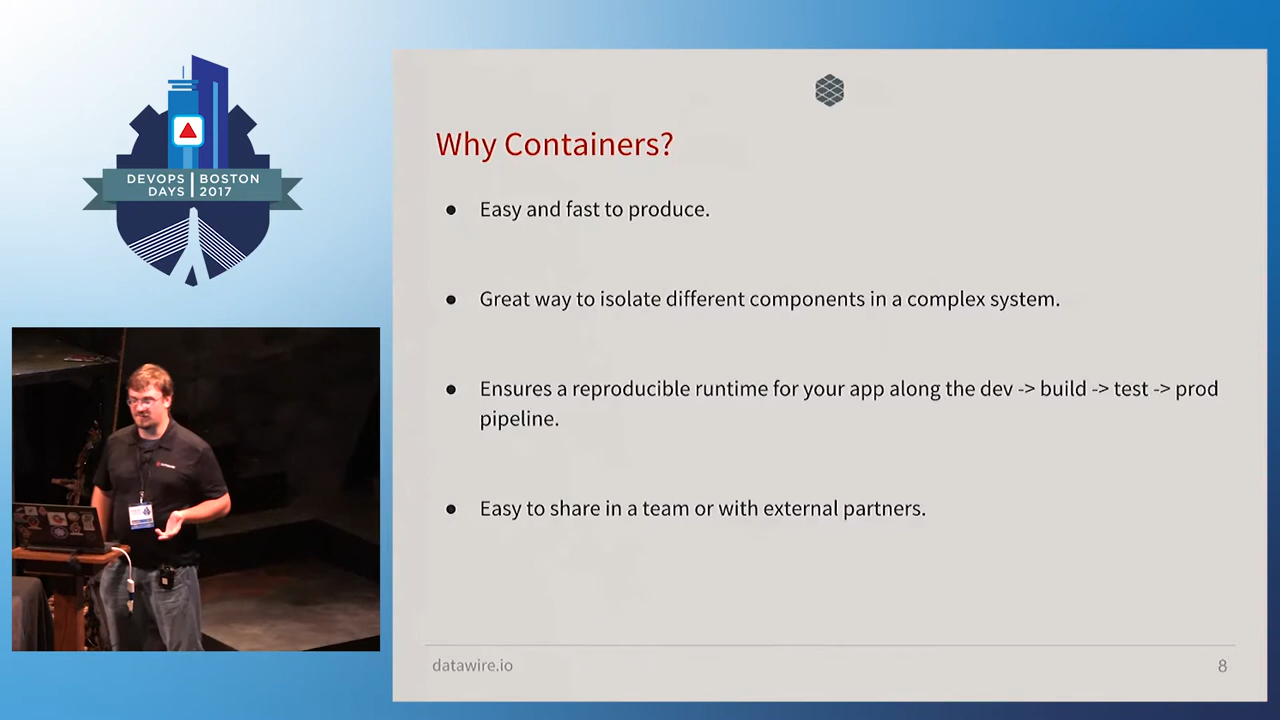 DEVOPS DAYS | BOSTON 2017
Why Containers?
● Easy and fast to produce.
● Great way to isolate different components in a complex system.
● Ensures a reproducible runtime for your app along the dev -> build -> test -> prod
pipeline.
● Easy to share in a team or with external partners.
datawire.io
8